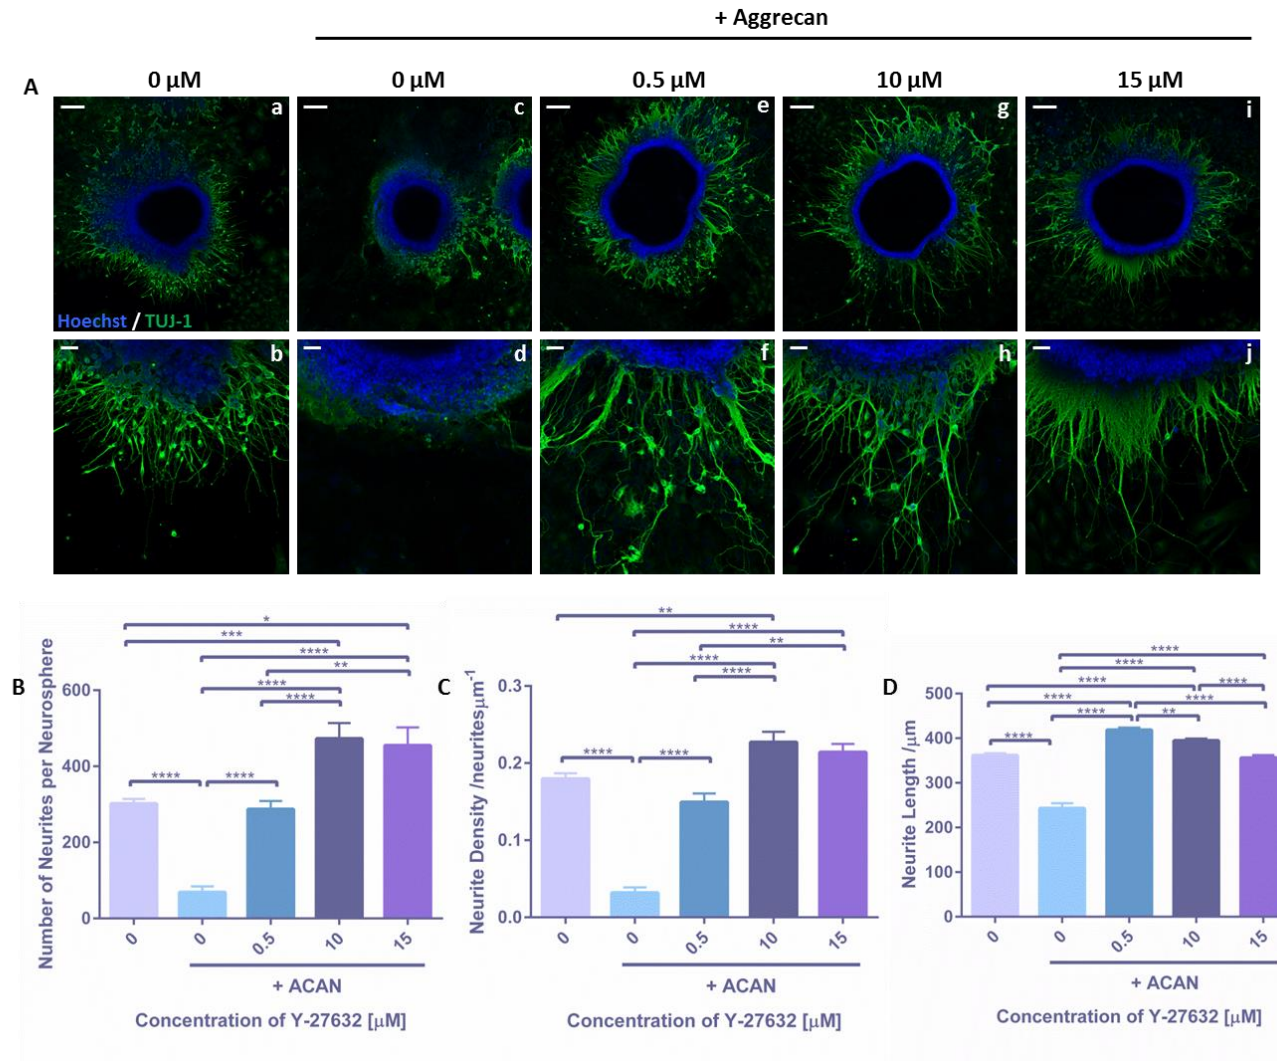 + Aggrecan
A
0 µM
0 µM
0.5 µM
10 µM
15 µM
a
c
e
g
i
Hoechst / TUJ-1
b
d
f
h
j
B
Number of Neurites per Neurosphere
600
400
200
0
*
***
****
**
****
****
****
****
0
0
0.5
10
15
+ ACAN
Concentration of Y-27632 [µM]
C
Neurite Density /neuritesµm-1
0.3
0.2
0.1
0.0
**
****
**
****
****
****
****
0
0
0.5
10
15
+ ACAN
Concentration of Y-27632 [µM]
D
Neurite Length /µm
500
400
300
200
100
0
****
****
****
****
****
****
****
**
****
0
0
0.5
10
15
+ ACAN
Concentration of Y-27632 [µM]